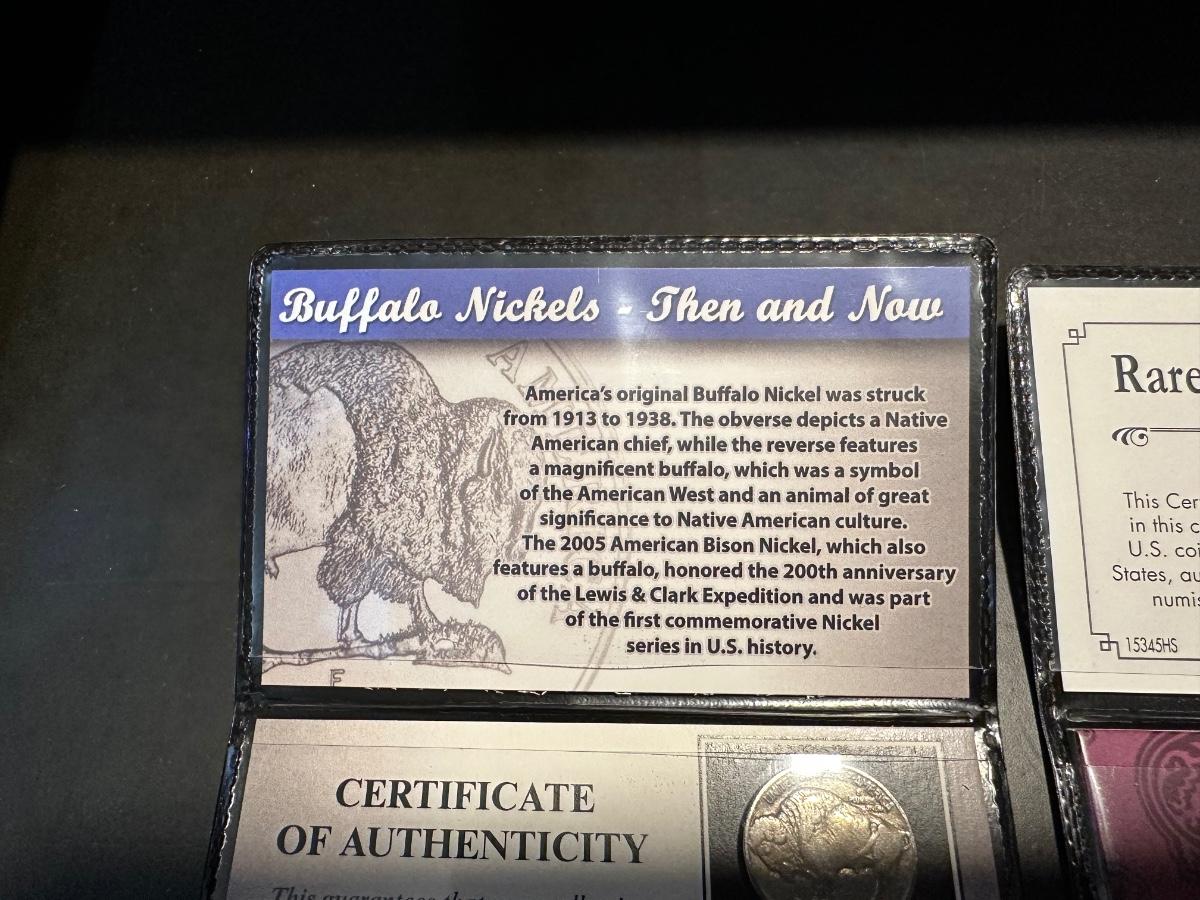 Buffalo Nickels - Then and Now
America's original Buffalo Nickel was struck
from 1913 to 1938. The obverse depicts a Native
American chief, while the reverse features
a magnificent buffalo, which was a symbol
of the American West and an animal of great
significance to Native American culture.
The 2005 American Bison Nickel, which also
features a buffalo, honored the 200th anniversary
of the Lewis & Clark Expedition and was part
of the first commemorative Nickel
series in U.S. history.
F
CERTIFICATE
OF AUTHENTICITY
This guarantees that
Rare
This Cer
in this c
U.S. coi
States, au
numis
15345HS